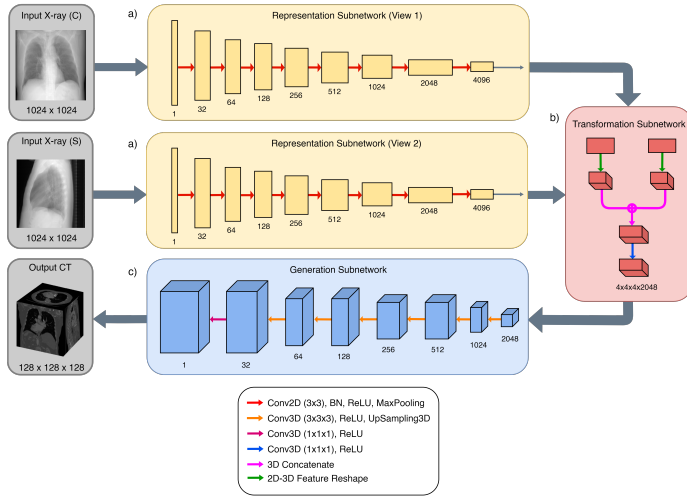 Input X-ray (C)
1024 x 1024
a)
Representation Subnetwork (View 1)
1
32
64
128
256
512
1024
2048
4096
Input X-ray (S)
1024 x 1024
a)
Representation Subnetwork (View 2)
1
32
64
128
256
512
1024
2048
4096
b)
Transformation Subnetwork
4x4x4x2048
Output CT
128 x 128 x 128
c)
Generation Subnetwork
1
32
64
128
256
512
1024
2048
Conv2D (3x3), BN, ReLU, MaxPooling
Conv3D (3x3x3), ReLU, UpSampling3D
Conv3D (1x1x1), ReLU
Conv3D (1x1x1), ReLU
3D Concatenate
2D-3D Feature Reshape